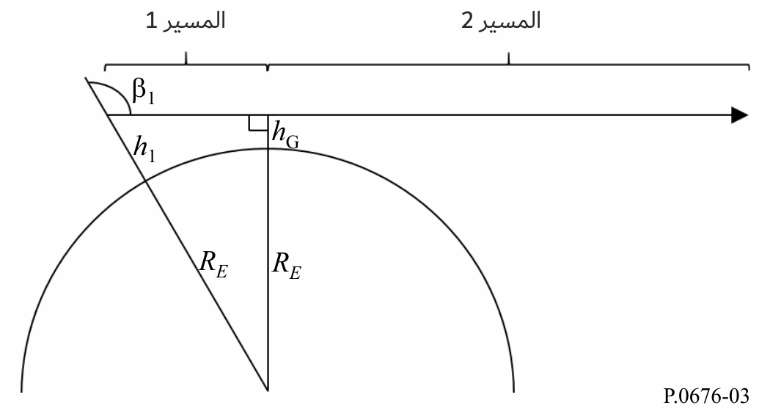 المسير 1
المسير 2
β1
h1
hG
RE
RE
P.0676-03